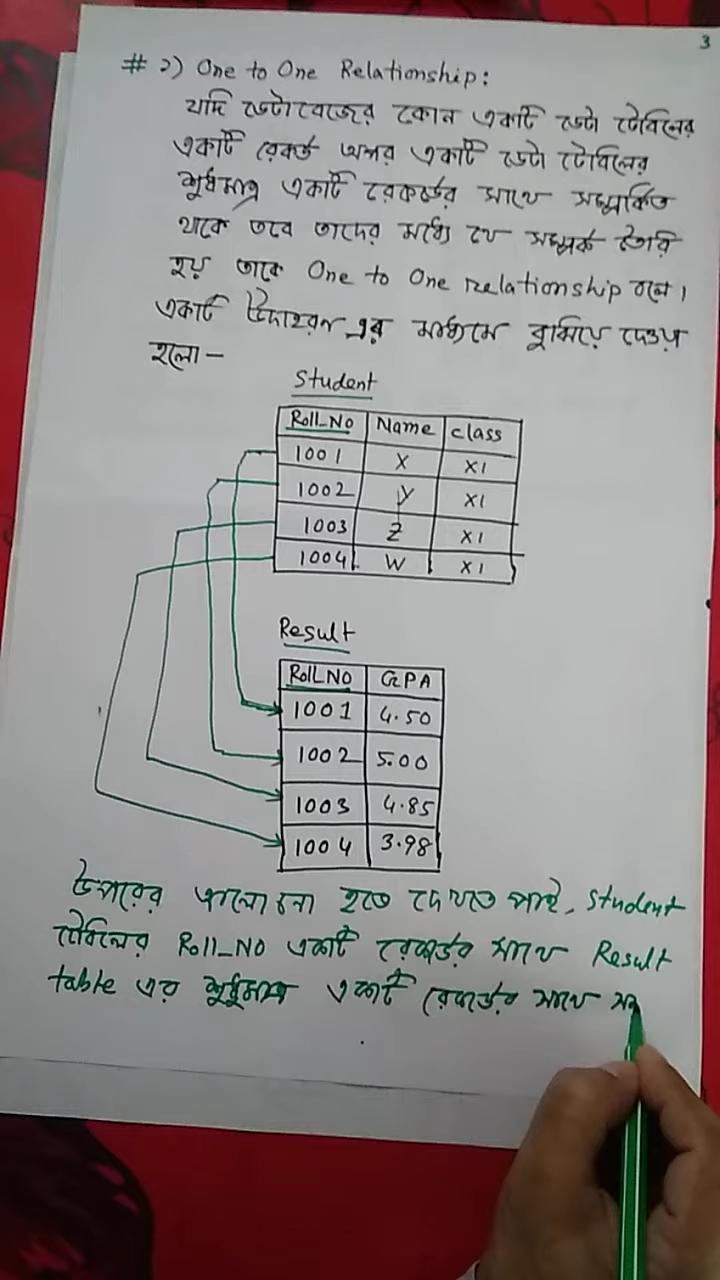 3
# ১) One to One Relationship:
যদি ডেটাবেজের কোন একটি ডেটা টেবিলের
একটি রেকর্ড অপর একটি ডেটা টেবিলের
শুধুমাত্র একটি রেকর্ডের সাথে সম্পর্কিত
থাকে তবে তাদের মধ্যে যে সম্পর্ক তৈরি
হয় তাকে One to One Relationship বলে।
একটি উদাহরন এর মাধ্যমে বুঝিয়ে দেওয়া
হলো-
Student
Roll_No Name class
1001 X XI
1002 Y XI
1003 Z XI
1004 W XI
Result
Roll_No GPA
1001 4.50
1002 5.00
1003 4.85
1004 3.98
উপরের আলোচনা হতে দেখতে পাই, Student
টেবিলের Roll_No একটি রেকর্ডের সাথে Result
table এর শুধুমাত্র একটি রেকর্ডের সাথে